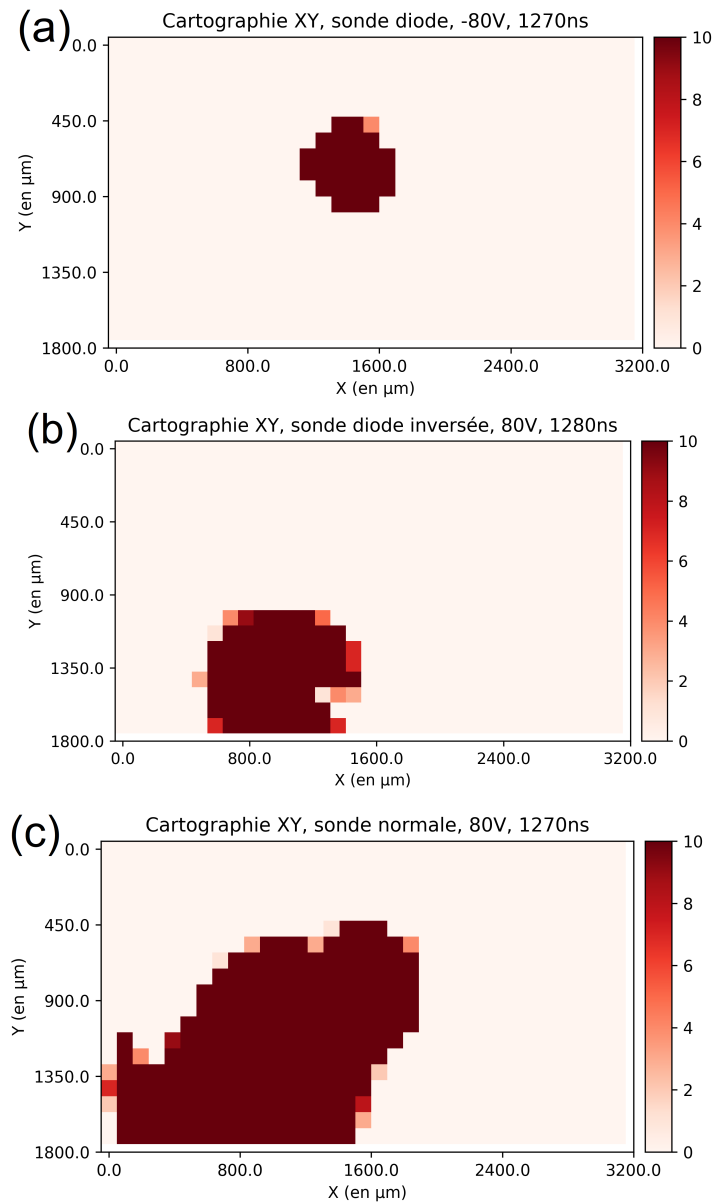 (a)
Cartographie XY, sonde diode, -80V, 1270ns
0.0
450.0
900.0
1350.0
1800.0
Y (en µm)
0.0 800.0 1600.0 2400.0 3200.0
X (en µm)
10
8
6
4
2
0
(b)
Cartographie XY, sonde diode inversée, 80V, 1280ns
0.0
450.0
900.0
1350.0
1800.0
Y (en µm)
0.0 800.0 1600.0 2400.0 3200.0
X (en µm)
10
8
6
4
2
0
(c)
Cartographie XY, sonde normale, 80V, 1270ns
0.0
450.0
900.0
1350.0
1800.0
Y (en µm)
0.0 800.0 1600.0 2400.0 3200.0
X (en µm)
10
8
6
4
2
0